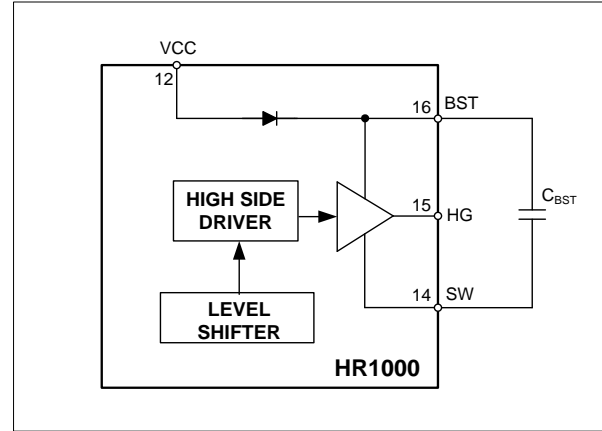 VCC
12
16 BST
HIGH SIDE
DRIVER
15
HG
CBST
14 SW
LEVEL
SHIFTER
HR1000